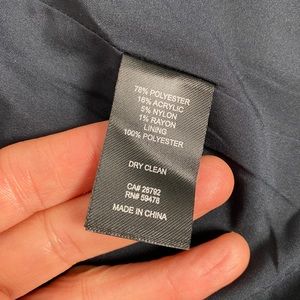 78% POLYESTER
16% ACRYLIC
5% NYLON
1% RAYON
LINING
100% POLYESTER
DRY CLEAN
CA# 26792
RN# 59478
MADE IN CHINA